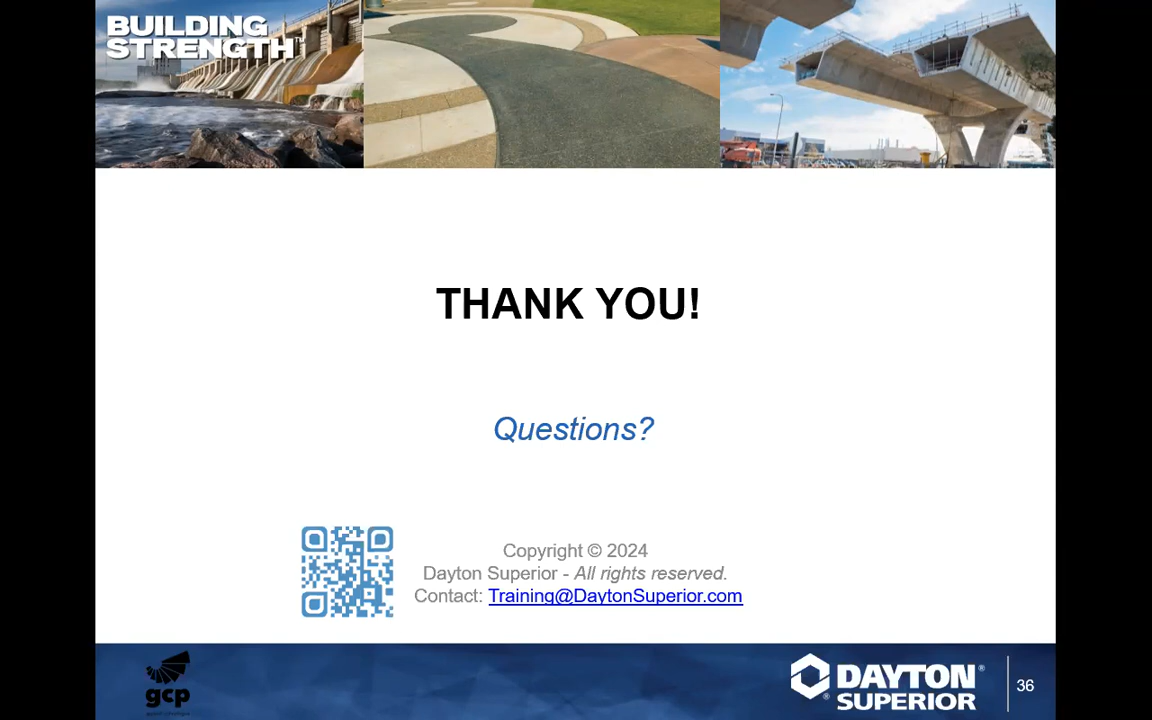 BUILDING
STRENGTH™
THANK YOU!
Questions?
Copyright © 2024
Dayton Superior - All rights reserved.
Contact: Training@DaytonSuperior.com
gcp
DAYTON®
® SUPERIOR
36